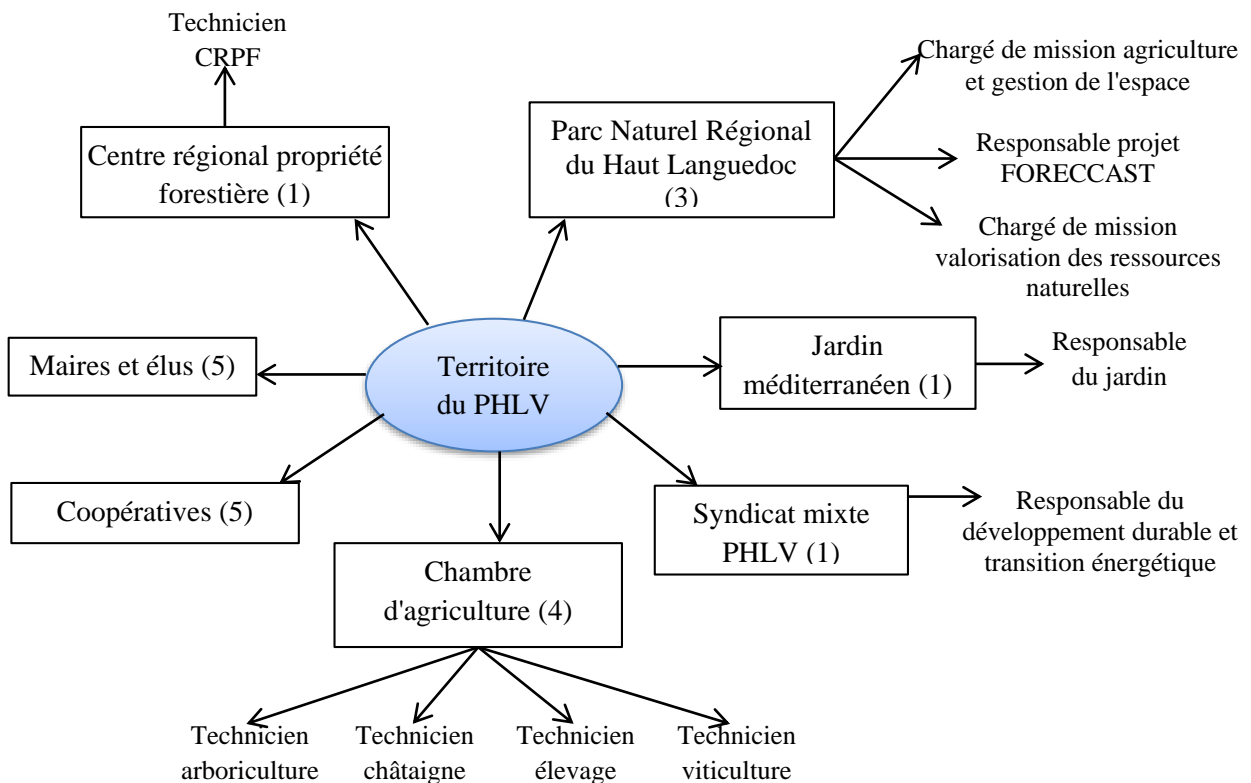 Technicien
CRPF
Centre régional propriété
forestière (1)
Parc Naturel Régional
du Haut Languedoc
(3)
Chargé de mission agriculture
et gestion de l'espace
Responsable projet
FORECCAST
Chargé de mission
valorisation des ressources
naturelles
Maires et élus (5)
Territoire
du PHLV
Jardin
méditerranéen (1)
Responsable
du jardin
Coopératives (5)
Syndicat mixte
PHLV (1)
Responsable du
développement durable et
transition énergétique
Chambre
d'agriculture (4)
Technicien
arboriculture
Technicien
châtaigne
Technicien
élevage
Technicien
viticulture